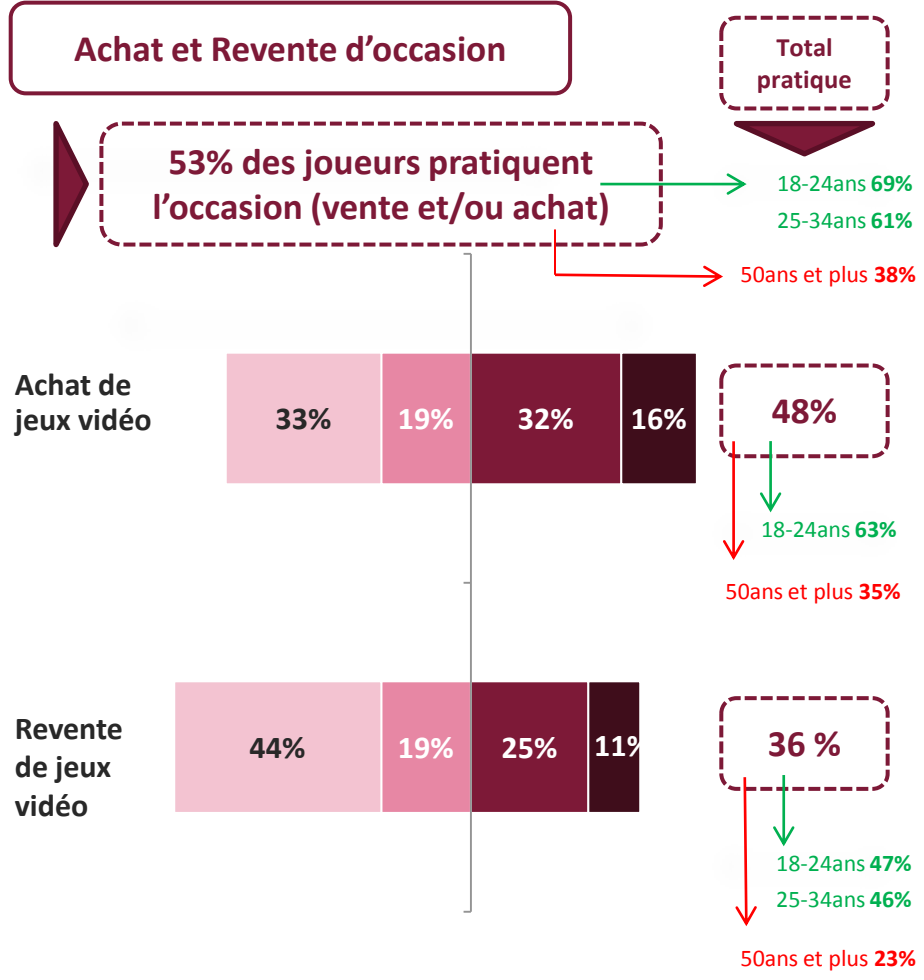 Achat et Revente d’occasion
Total
pratique
53% des joueurs pratiquent
l’occasion (vente et/ou achat)
18-24ans 69%
25-34ans 61%
50ans et plus 38%
Achat de
jeux vidéo
33%
19%
32%
16%
48%
18-24ans 63%
50ans et plus 35%
Revente
de jeux
vidéo
44%
19%
25%
11%
36 %
18-24ans 47%
25-34ans 46%
50ans et plus 23%